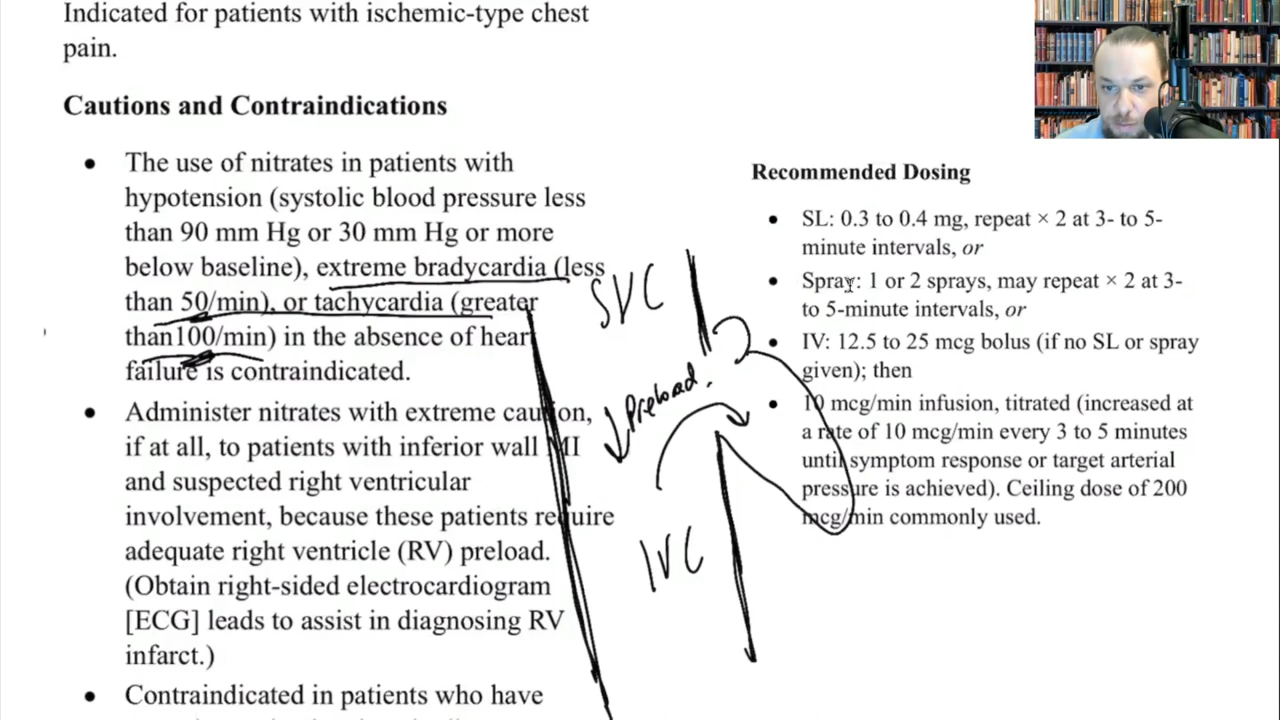 Indicated for patients with ischemic-type chest
pain.
Cautions and Contraindications
• The use of nitrates in patients with
hypotension (systolic blood pressure less
than 90 mm Hg or 30 mm Hg or more
below baseline), extreme bradycardia (less
than 50/min), or tachycardia (greater
than100/min) in the absence of heart
failure is contraindicated.
• Administer nitrates with extreme caution,
if at all, to patients with inferior wall MI
and suspected right ventricular
involvement, because these patients require
adequate right ventricle (RV) preload.
(Obtain right-sided electrocardiogram
[ECG] leads to assist in diagnosing RV
infarct.)
• Contraindicated in patients who have
SVC
↓ Preload.
IVC
Recommended Dosing
• SL: 0.3 to 0.4 mg, repeat × 2 at 3- to 5-
minute intervals, or
• Spray: 1 or 2 sprays, may repeat × 2 at 3-
to 5-minute intervals, or
• IV: 12.5 to 25 mcg bolus (if no SL or spray
given); then
• 10 mcg/min infusion, titrated (increased at
a rate of 10 mcg/min every 3 to 5 minutes
until symptom response or target arterial
pressure is achieved). Ceiling dose of 200
mcg/min commonly used.